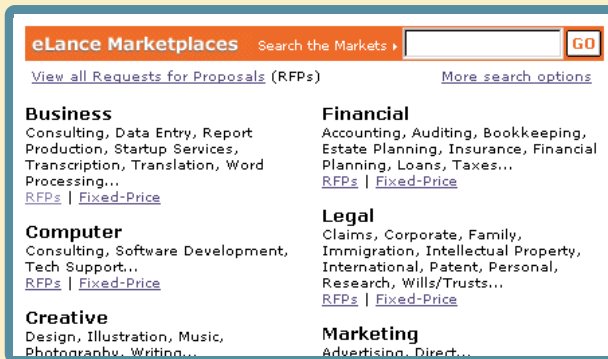 eLance Marketplaces Search the Markets GO
View all Requests for Proposals (RFPs) More search options
Business
Consulting, Data Entry, Report
Production, Startup Services,
Transcription, Translation, Word
Processing...
RFPs | Fixed-Price
Computer
Consulting, Software Development,
Tech Support...
RFPs | Fixed-Price
Creative
Design, Illustration, Music,
Photography, Writing...
Financial
Accounting, Auditing, Bookkeeping,
Estate Planning, Insurance, Financial
Planning, Loans, Taxes...
RFPs | Fixed-Price
Legal
Claims, Corporate, Family,
Immigration, Intellectual Property,
International, Patent, Personal,
Research, Wills/Trusts...
RFPs | Fixed-Price
Marketing
Advertising, Direct...